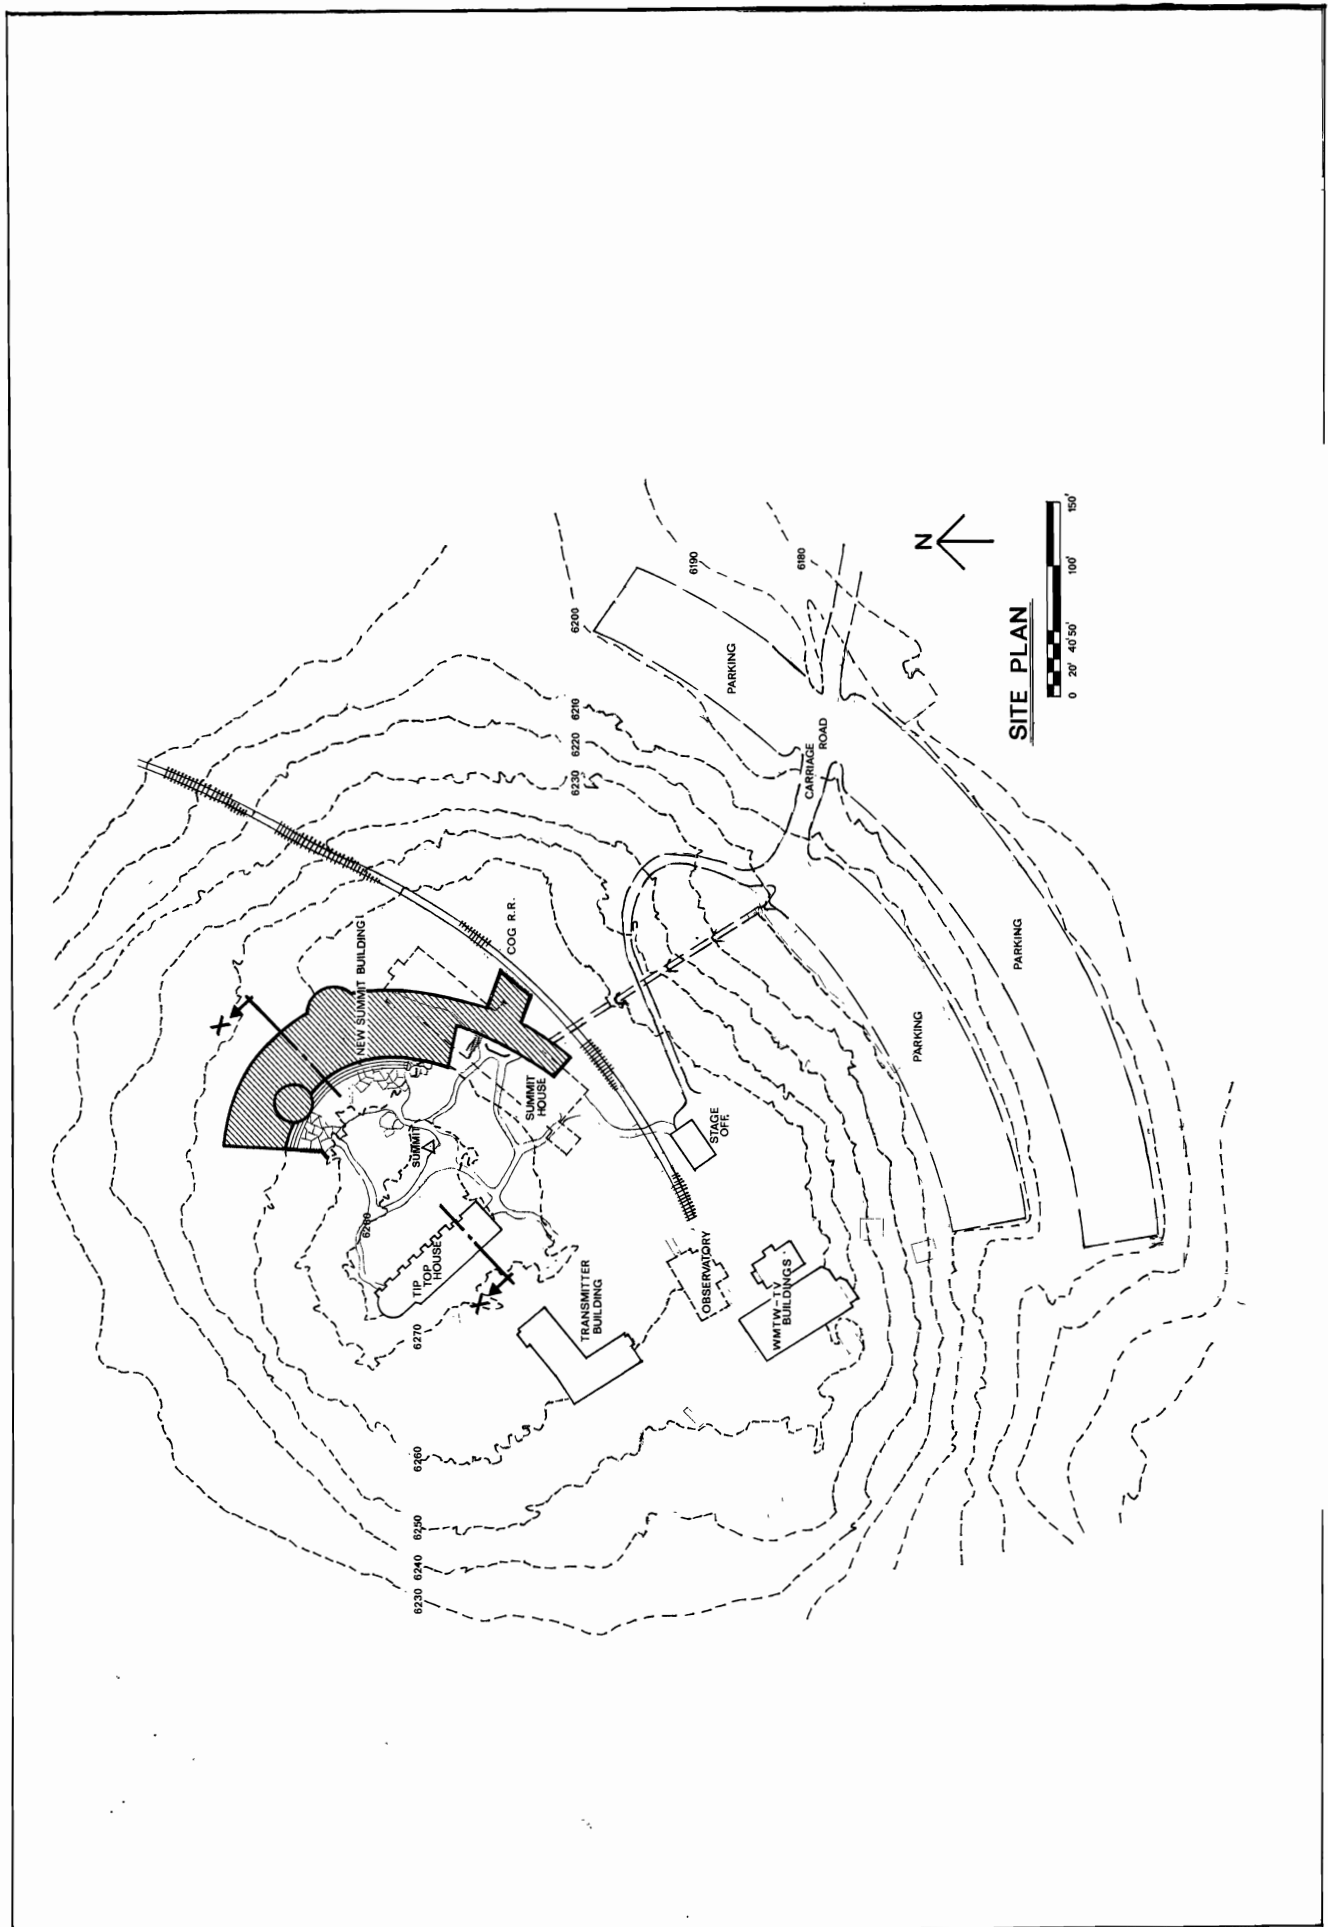 X
NEW SUMMIT BUILDING
COG R.R.
SUMMIT
SUMMIT
HOUSE
6280
TIP
TOP
HOUSE
X
6270
TRANSMITTER
BUILDING
6260
6250
6240
6230
OBSERVATORY
WMTW-TV
BUILDINGS
STAGE
OFF.
6200
6210
6220
6230
6190
6180
PARKING
CARRIAGE
ROAD
PARKING
PARKING
N
SITE PLAN
0 20' 40' 50' 100' 150'